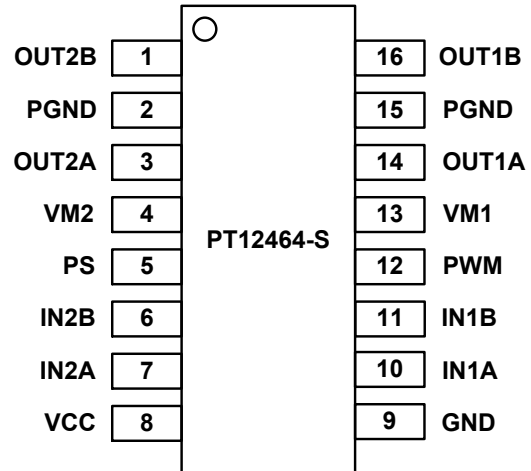 OUT2B 1 16 OUT1B
PGND 2 15 PGND
OUT2A 3 14 OUT1A
VM2 4 13 VM1
PT12464-S
PS 5 12 PWM
IN2B 6 11 IN1B
IN2A 7 10 IN1A
VCC 8 9 GND